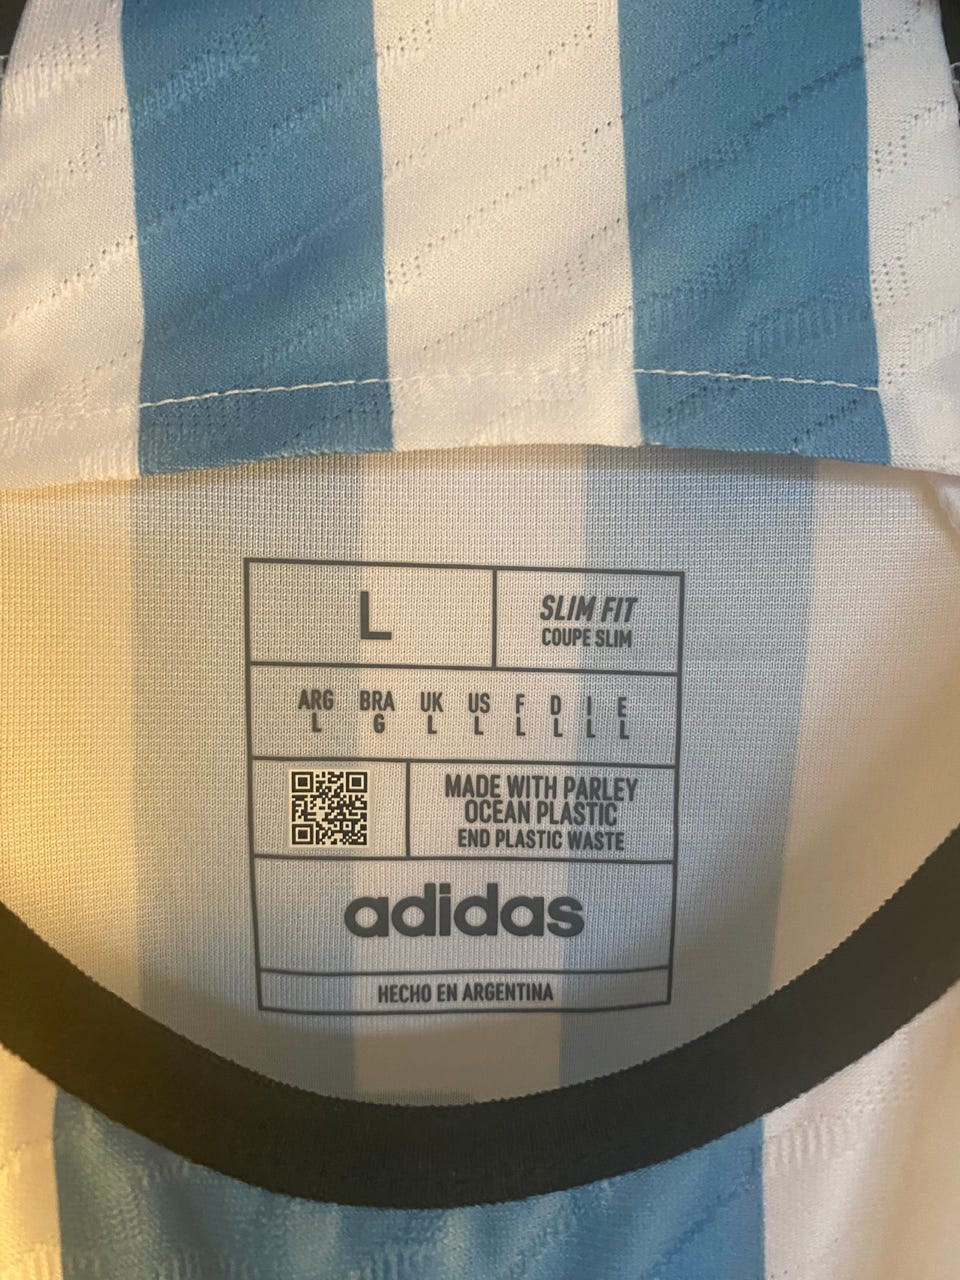 L
SLIM FIT
COUPE SLIM
ARG BRA UK US F D I E
L G L L L L L L
MADE WITH PARLEY
OCEAN PLASTIC
END PLASTIC WASTE
adidas
HECHO EN ARGENTINA